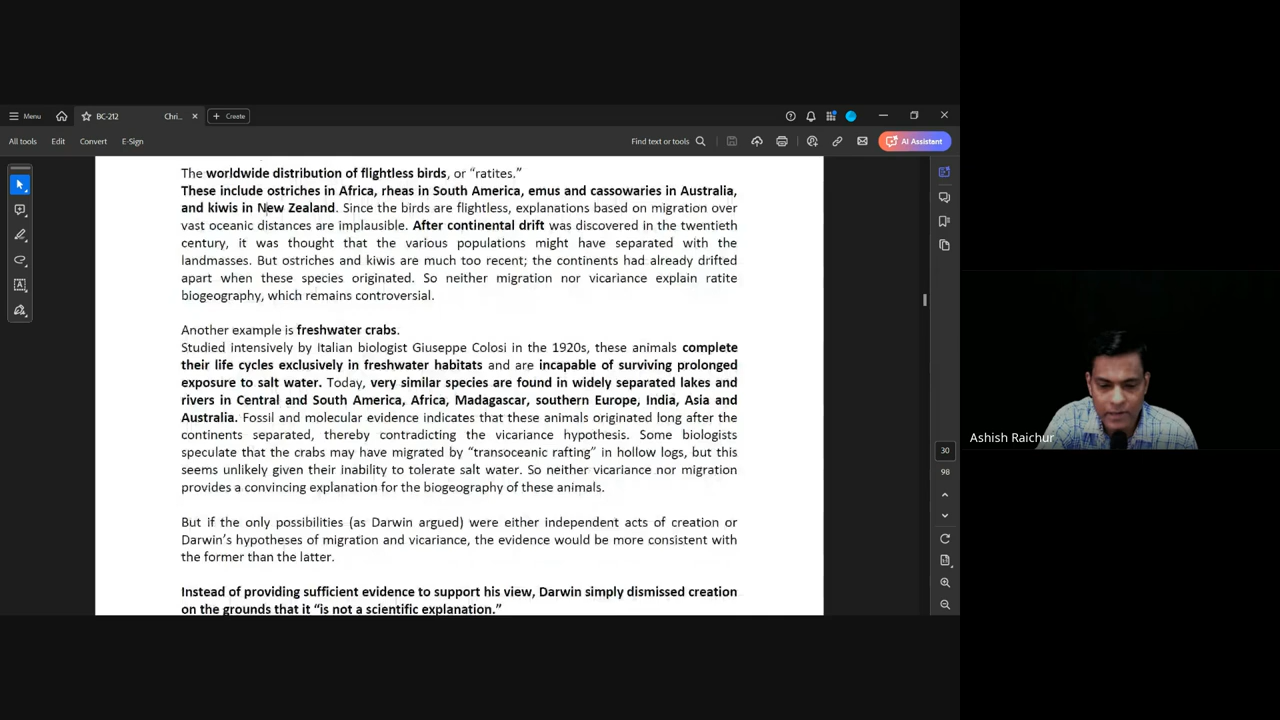 Menu
BC-212
Chri...
Create
All tools
Edit
Convert
E-Sign
Find text or tools
AI Assistant
The worldwide distribution of flightless birds, or “ratites.”
These include ostriches in Africa, rheas in South America, emus and cassowaries in Australia,
and kiwis in New Zealand. Since the birds are flightless, explanations based on migration over
vast oceanic distances are implausible. After continental drift was discovered in the twentieth
century, it was thought that the various populations might have separated with the
landmasses. But ostriches and kiwis are much too recent; the continents had already drifted
apart when these species originated. So neither migration nor vicariance explain ratite
biogeography, which remains controversial.
Another example is freshwater crabs.
Studied intensively by Italian biologist Giuseppe Colosi in the 1920s, these animals complete
their life cycles exclusively in freshwater habitats and are incapable of surviving prolonged
exposure to salt water. Today, very similar species are found in widely separated lakes and
rivers in Central and South America, Africa, Madagascar, southern Europe, India, Asia and
Australia. Fossil and molecular evidence indicates that these animals originated long after the
continents separated, thereby contradicting the vicariance hypothesis. Some biologists
speculate that the crabs may have migrated by “transoceanic rafting” in hollow logs, but this
seems unlikely given their inability to tolerate salt water. So neither vicariance nor migration
provides a convincing explanation for the biogeography of these animals.
But if the only possibilities (as Darwin argued) were either independent acts of creation or
Darwin’s hypotheses of migration and vicariance, the evidence would be more consistent with
the former than the latter.
Instead of providing sufficient evidence to support his view, Darwin simply dismissed creation
on the grounds that it “is not a scientific explanation.”
30
98
Ashish Raichur